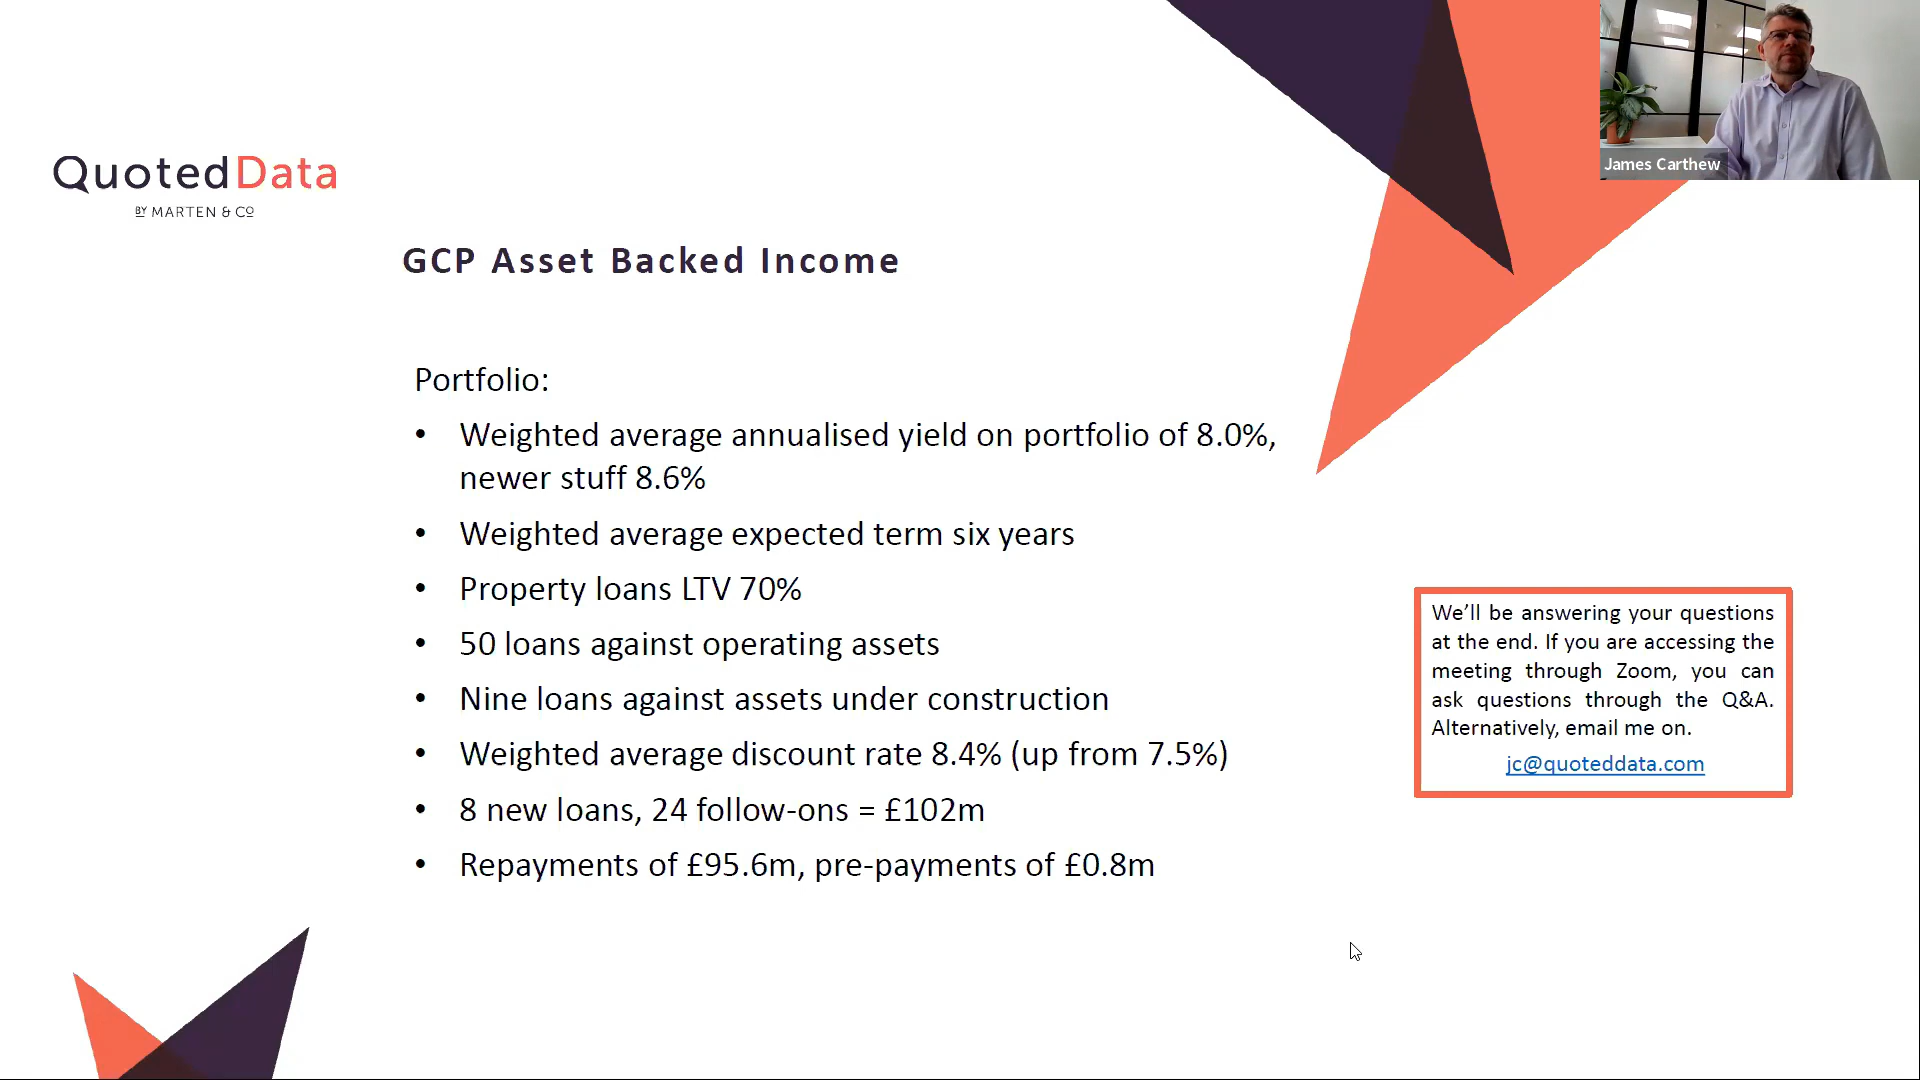 James Carthew
QuotedData
BY MARTEN & CO
GCP Asset Backed Income
Portfolio:
• Weighted average annualised yield on portfolio of 8.0%,
newer stuff 8.6%
• Weighted average expected term six years
• Property loans LTV 70%
• 50 loans against operating assets
• Nine loans against assets under construction
• Weighted average discount rate 8.4% (up from 7.5%)
• 8 new loans, 24 follow-ons = £102m
• Repayments of £95.6m, pre-payments of £0.8m
We’ll be answering your questions
at the end. If you are accessing the
meeting through Zoom, you can
ask questions through the Q&A.
Alternatively, email me on.
jc@quoteddata.com